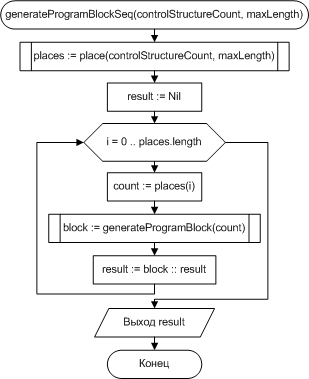 generateProgramBlockSeq(controlStructureCount, maxLength)
places := place(controlStructureCount, maxLength)
result := Nil
i = 0 .. places.length
count := places(i)
block := generateProgramBlock(count)
result := block :: result
Выход result
Конец